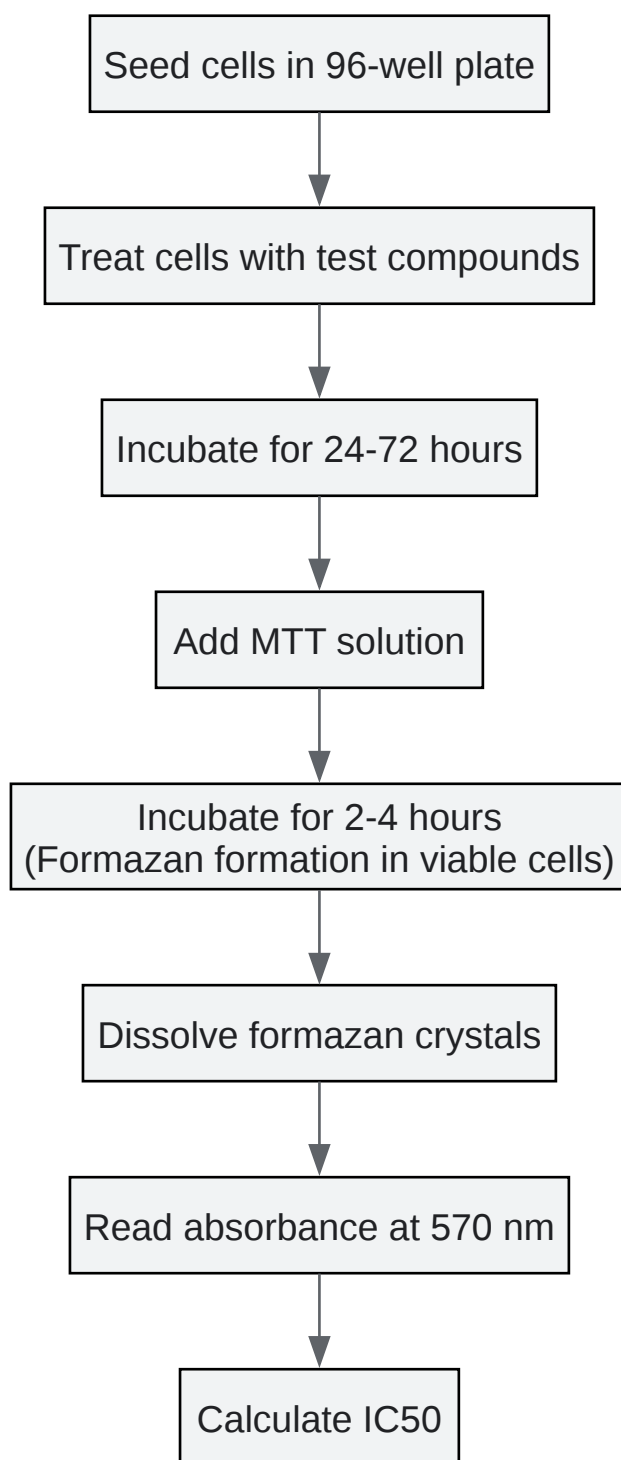 Seed cells in 96-well plate
Treat cells with test compounds
Incubate for 24-72 hours
Add MTT solution
Incubate for 2-4 hours
(Formazan formation in viable cells)
Dissolve formazan crystals
Read absorbance at 570 nm
Calculate IC50